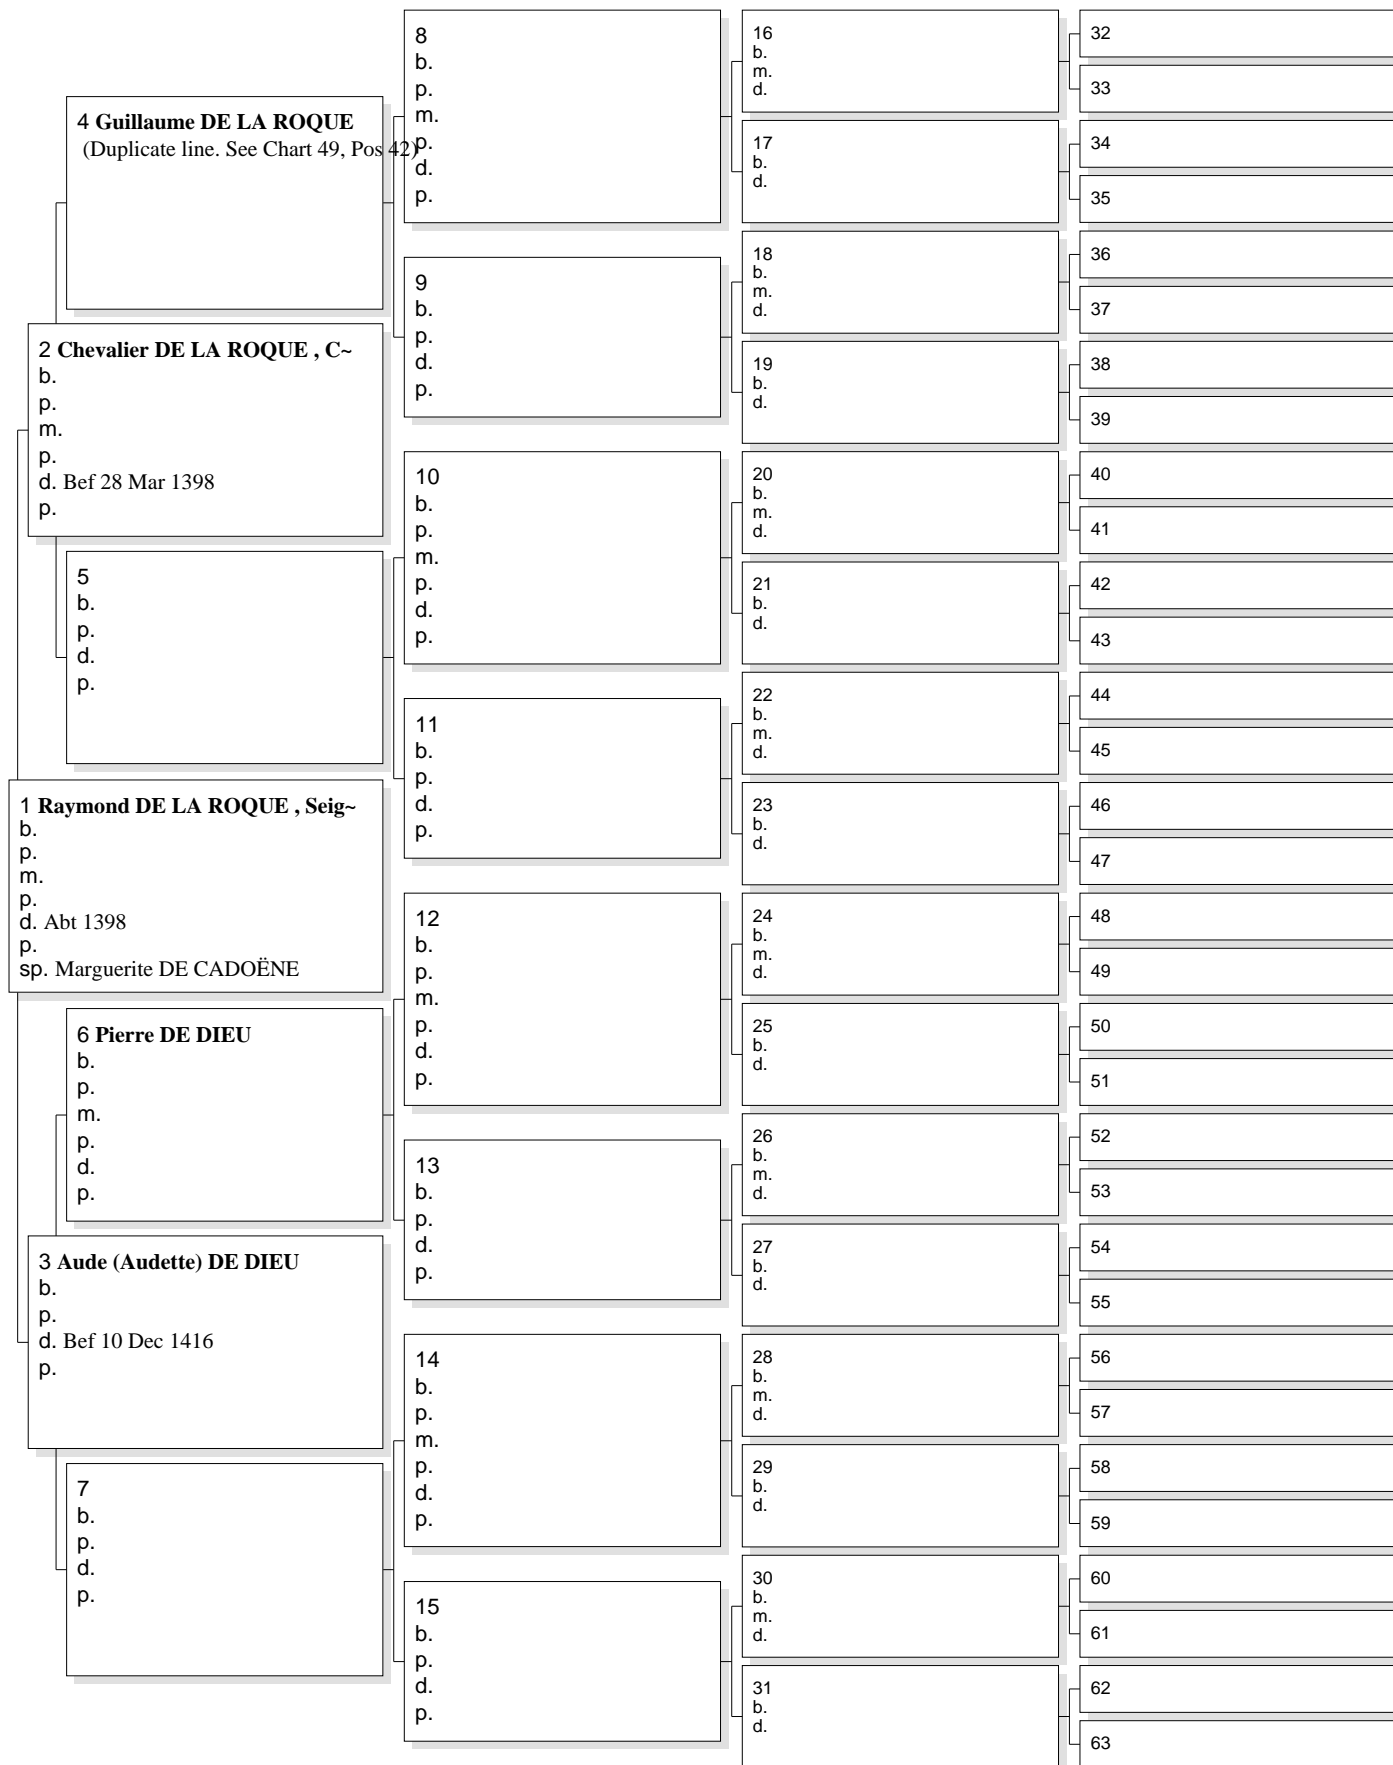 4 Guillaume DE LA ROQUE
(Duplicate line. See Chart 49, Pos 42)
2 Chevalier DE LA ROQUE , C~
b.
p.
m.
p.
d. Bef 28 Mar 1398
p.
5
b.
p.
d.
p.
1 Raymond DE LA ROQUE , Seig~
b.
p.
m.
p.
d. Abt 1398
p.
sp. Marguerite DE CADOËNE
6 Pierre DE DIEU
b.
p.
m.
p.
d.
p.
3 Aude (Audette) DE DIEU
b.
p.
d. Bef 10 Dec 1416
p.
7
b.
p.
d.
p.
8
b.
p.
m.
p.
d.
p.
9
b.
p.
d.
p.
10
b.
p.
m.
p.
d.
p.
11
b.
p.
d.
p.
12
b.
p.
m.
p.
d.
p.
13
b.
p.
d.
p.
14
b.
p.
m.
p.
d.
p.
15
b.
p.
d.
p.
16
b.
m.
d.
17
b.
d.
18
b.
m.
d.
19
b.
d.
20
b.
m.
d.
21
b.
d.
22
b.
m.
d.
23
b.
d.
24
b.
m.
d.
25
b.
d.
26
b.
m.
d.
27
b.
d.
28
b.
m.
d.
29
b.
d.
30
b.
m.
d.
31
b.
d.
32
33
34
35
36
37
38
39
40
41
42
43
44
45
46
47
48
49
50
51
52
53
54
55
56
57
58
59
60
61
62
63